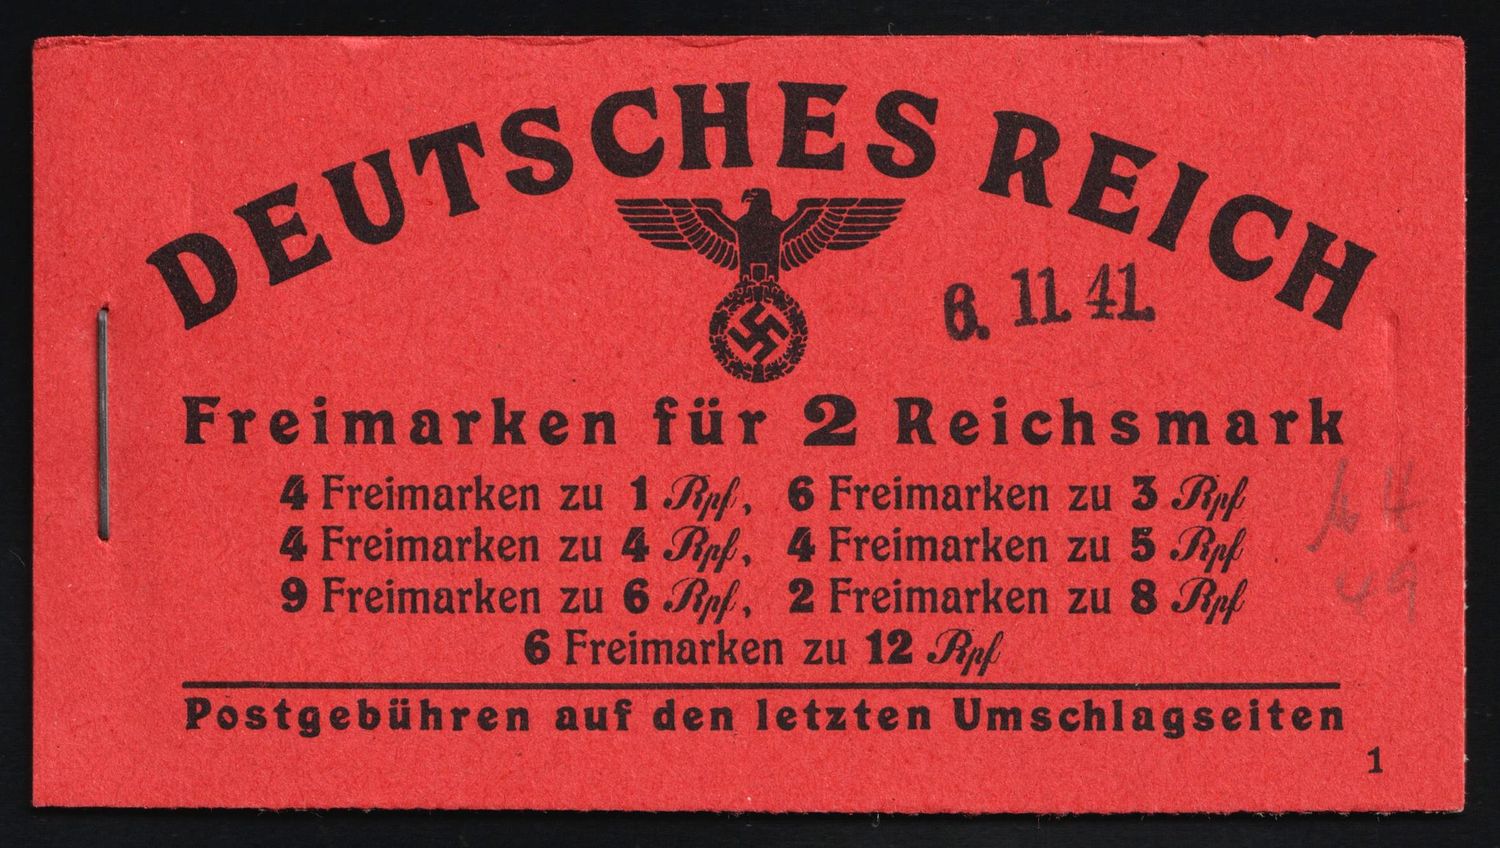 DEUTSCHES REICH
6. 11. 41.
Freimarken für 2 Reichsmark
4 Freimarken zu 1 Rpf, 6 Freimarken zu 3 Rpf
4 Freimarken zu 4 Rpf, 4 Freimarken zu 5 Rpf
9 Freimarken zu 6 Rpf, 2 Freimarken zu 8 Rpf
6 Freimarken zu 12 Rpf
49
Postgebühren auf den letzten Umschlagseiten
1